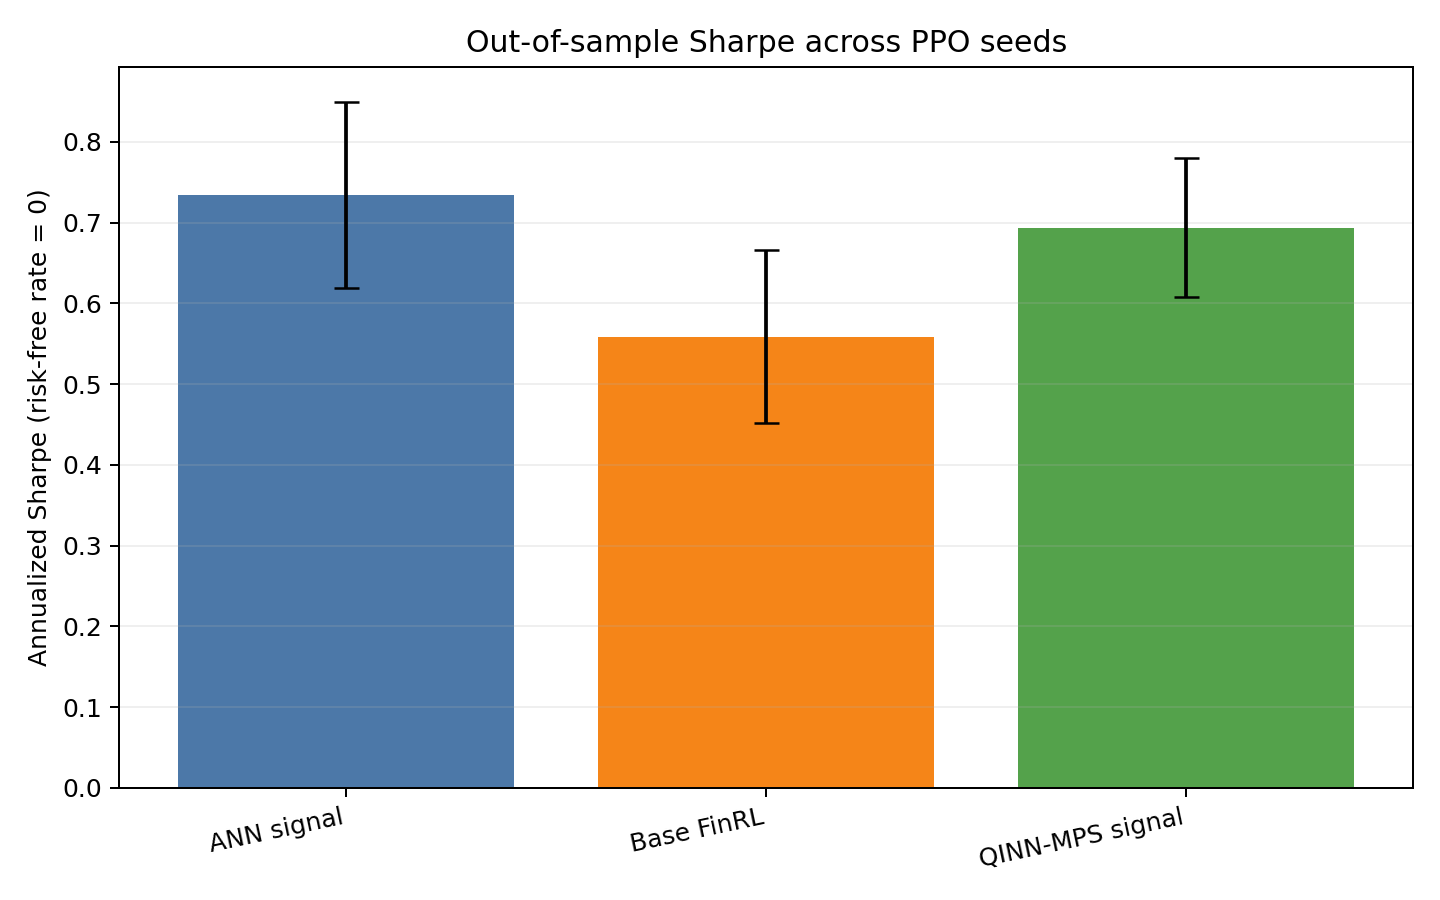 Out-of-sample Sharpe across PPO seeds
Annualized Sharpe (risk-free rate = 0)
0.8
0.7
0.6
0.5
0.4
0.3
0.2
0.1
0.0
ANN signal
Base FinRL
QINN-MPS signal